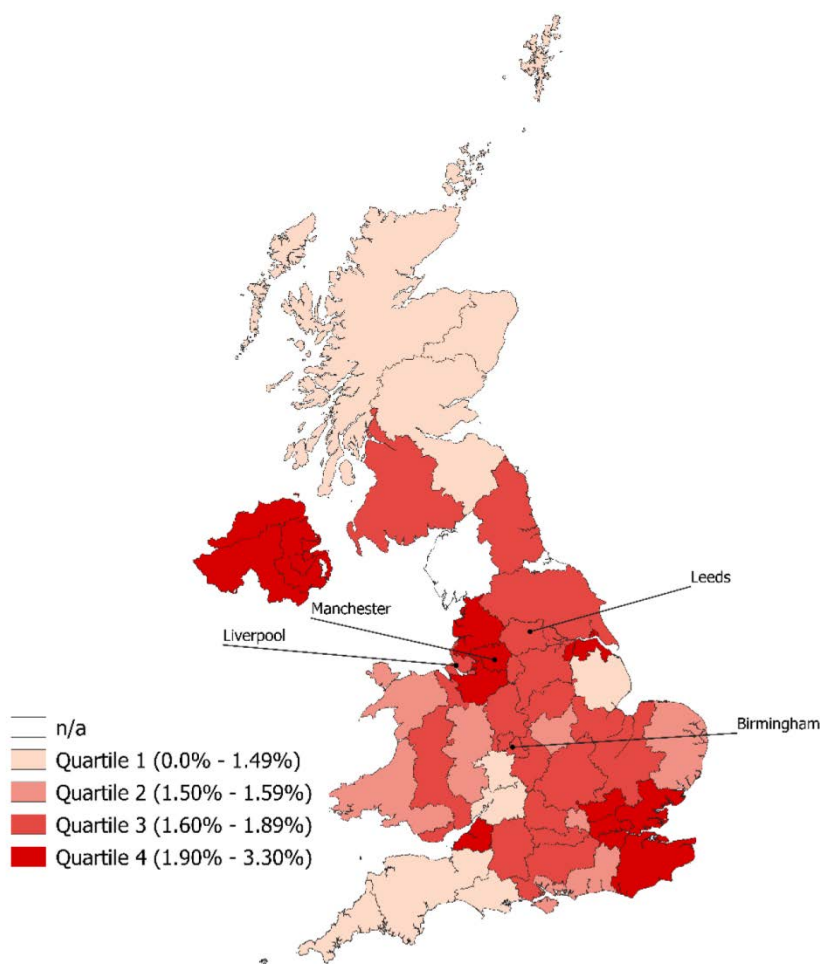 Leeds
Manchester
Liverpool
Birmingham
n/a
Quartile 1 (0.0% - 1.49%)
Quartile 2 (1.50% - 1.59%)
Quartile 3 (1.60% - 1.89%)
Quartile 4 (1.90% - 3.30%)